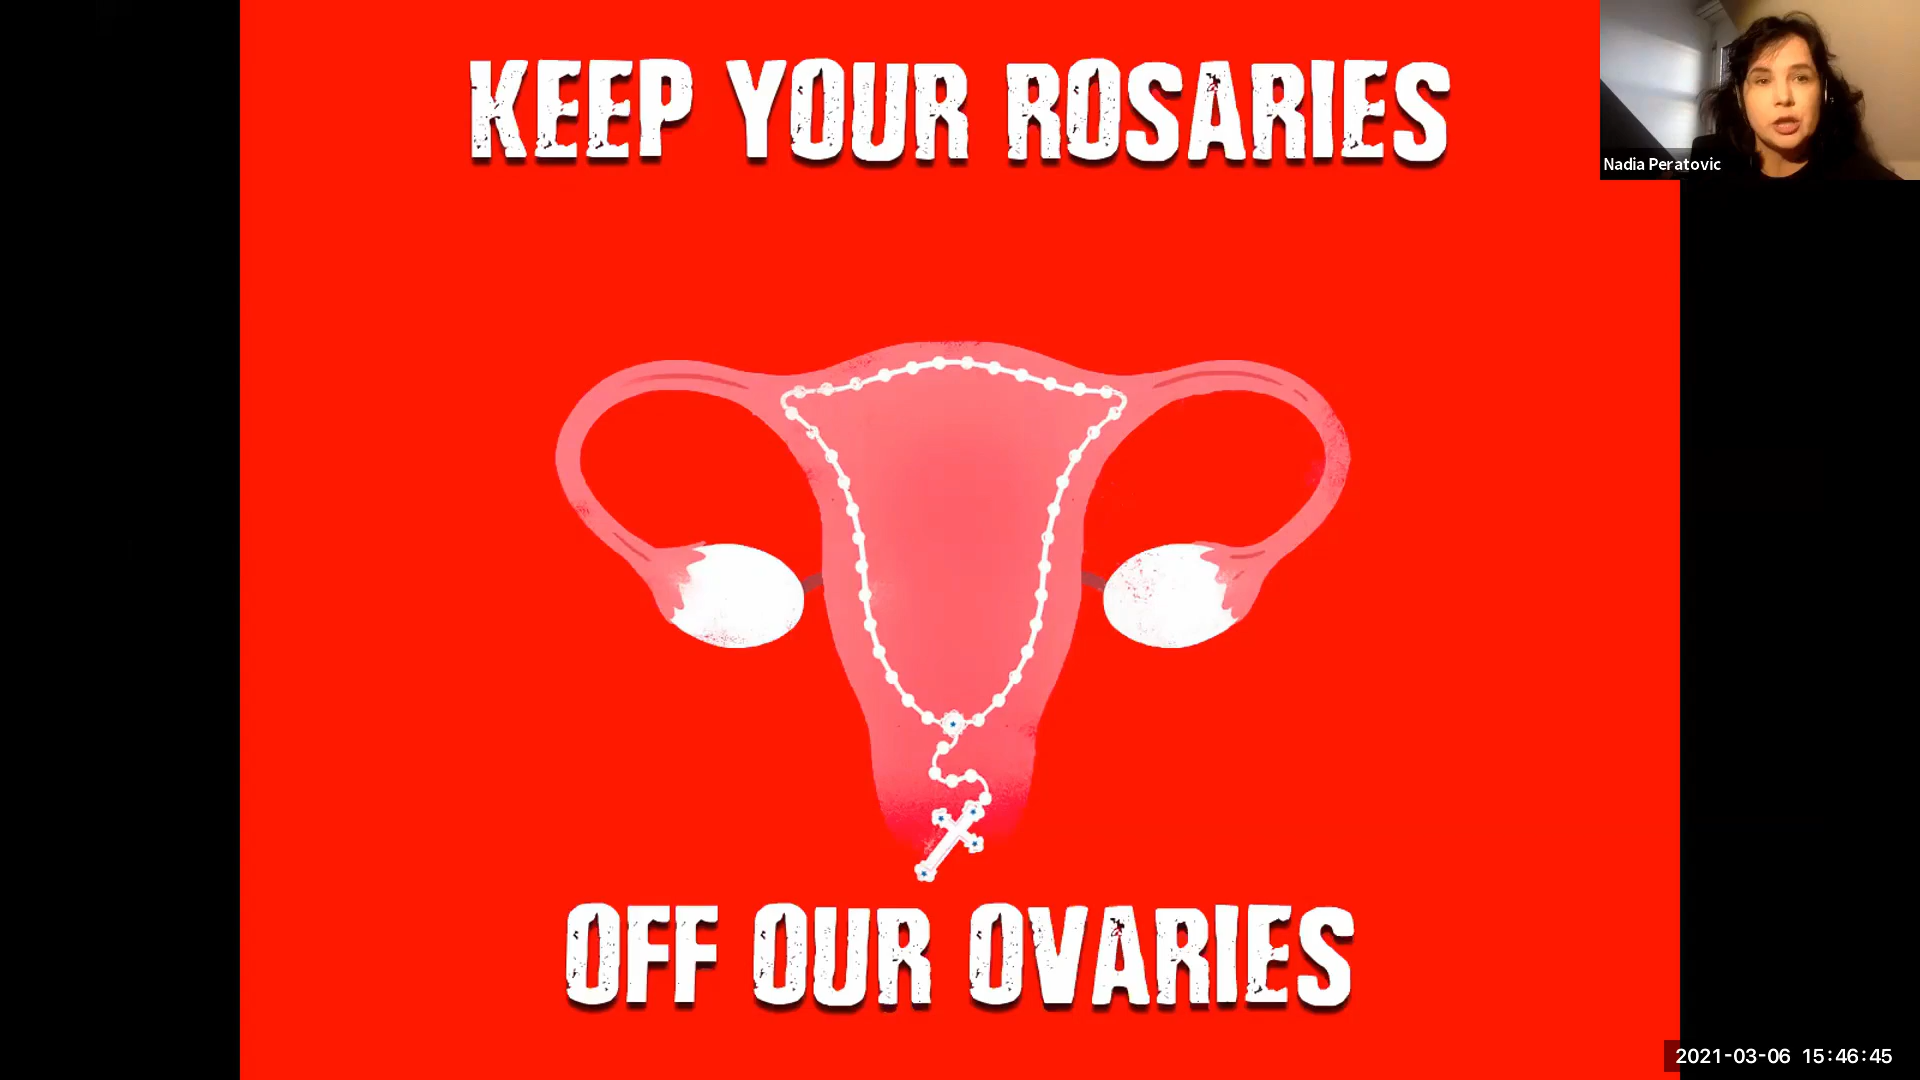 KEEP YOUR ROSARIES
Nadia Peratovic
OFF OUR OVARIES
2021-03-06 15:46:45